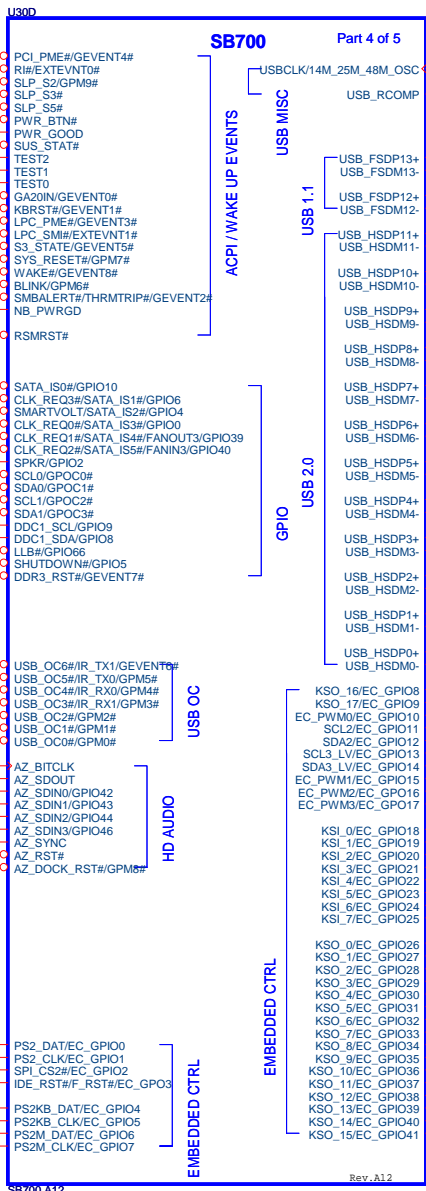 U30D
SB700
Part 4 of 5
PCI_PME#/GEVENT4#
RI#/EXTEVNT0#
SLP_S2/GPM9#
SLP_S3#
SLP_S5#
PWR_BTN#
PWR_GOOD
SUS_STAT#
TEST2
TEST1
TEST0
GA20IN/GEVENT0#
KBRST#/GEVENT1#
LPC_PME#/GEVENT3#
LPC_SMI#/EXTEVNT1#
S3_STATE/GEVENT5#
SYS_RESET#/GPM7#
WAKE#/GEVENT8#
BLINK/GPM6#
SMBALERT#/THRMTRIP#/GEVENT2#
NB_PWRGD
RSMRST#
ACPI / WAKE UP EVENTS
SATA_IS0#/GPIO10
CLK_REQ3#/SATA_IS1#/GPIO6
SMARTVOLT/SATA_IS2#/GPIO4
CLK_REQ0#/SATA_IS3#/GPIO0
CLK_REQ1#/SATA_IS4#/FANOUT3/GPIO39
CLK_REQ2#/SATA_IS5#/FANIN3/GPIO40
SPKR/GPIO2
SCL0/GPOC0#
SDA0/GPOC1#
SCL1/GPOC2#
SDA1/GPOC3#
DDC1_SCL/GPIO9
DDC1_SDA/GPIO8
LLB#/GPIO66
SHUTDOWN#/GPIO5
DDR3_RST#/GEVENT7#
GPIO
USB_OC6#/IR_TX1/GEVENT6#
USB_OC5#/IR_TX0/GPM5#
USB_OC4#/IR_RX0/GPM4#
USB_OC3#/IR_RX1/GPM3#
USB_OC2#/GPM2#
USB_OC1#/GPM1#
USB_OC0#/GPM0#
USB OC
AZ_BITCLK
AZ_SDOUT
AZ_SDIN0/GPIO42
AZ_SDIN1/GPIO43
AZ_SDIN2/GPIO44
AZ_SDIN3/GPIO46
AZ_SYNC
AZ_RST#
AZ_DOCK_RST#/GPM8#
HD AUDIO
PS2_DAT/EC_GPIO0
PS2_CLK/EC_GPIO1
SPI_CS2#/EC_GPIO2
IDE_RST#/F_RST#/EC_GPO3
PS2KB_DAT/EC_GPIO4
PS2KB_CLK/EC_GPIO5
PS2M_DAT/EC_GPIO6
PS2M_CLK/EC_GPIO7
EMBEDDED CTRL
USBCLK/14M_25M_48M_OSC
USB_RCOMP
USB MISC
USB_FSDP13+
USB_FSDM13-
USB_FSDP12+
USB_FSDM12-
USB 1.1
USB_HSDP11+
USB_HSDM11-
USB_HSDP10+
USB_HSDM10-
USB_HSDP9+
USB_HSDM9-
USB_HSDP8+
USB_HSDM8-
USB_HSDP7+
USB_HSDM7-
USB_HSDP6+
USB_HSDM6-
USB_HSDP5+
USB_HSDM5-
USB_HSDP4+
USB_HSDM4-
USB_HSDP3+
USB_HSDM3-
USB_HSDP2+
USB_HSDM2-
USB_HSDP1+
USB_HSDM1-
USB_HSDP0+
USB_HSDM0-
USB 2.0
KSO_16/EC_GPIO8
KSO_17/EC_GPIO9
EC_PWM0/EC_GPIO10
SCL2/EC_GPIO11
SDA2/EC_GPIO12
SCL3_LV/EC_GPIO13
SDA3_LV/EC_GPIO14
EC_PWM1/EC_GPIO15
EC_PWM2/EC_GPO16
EC_PWM3/EC_GPO17
KSI_0/EC_GPIO18
KSI_1/EC_GPIO19
KSI_2/EC_GPIO20
KSI_3/EC_GPIO21
KSI_4/EC_GPIO22
KSI_5/EC_GPIO23
KSI_6/EC_GPIO24
KSI_7/EC_GPIO25
KSO_0/EC_GPIO26
KSO_1/EC_GPIO27
KSO_2/EC_GPIO28
KSO_3/EC_GPIO29
KSO_4/EC_GPIO30
KSO_5/EC_GPIO31
KSO_6/EC_GPIO32
KSO_7/EC_GPIO33
KSO_8/EC_GPIO34
KSO_9/EC_GPIO35
KSO_10/EC_GPIO36
KSO_11/EC_GPIO37
KSO_12/EC_GPIO38
KSO_13/EC_GPIO39
KSO_14/EC_GPIO40
KSO_15/EC_GPIO41
EMBEDDED CTRL
Rev.A12
SB700 A12